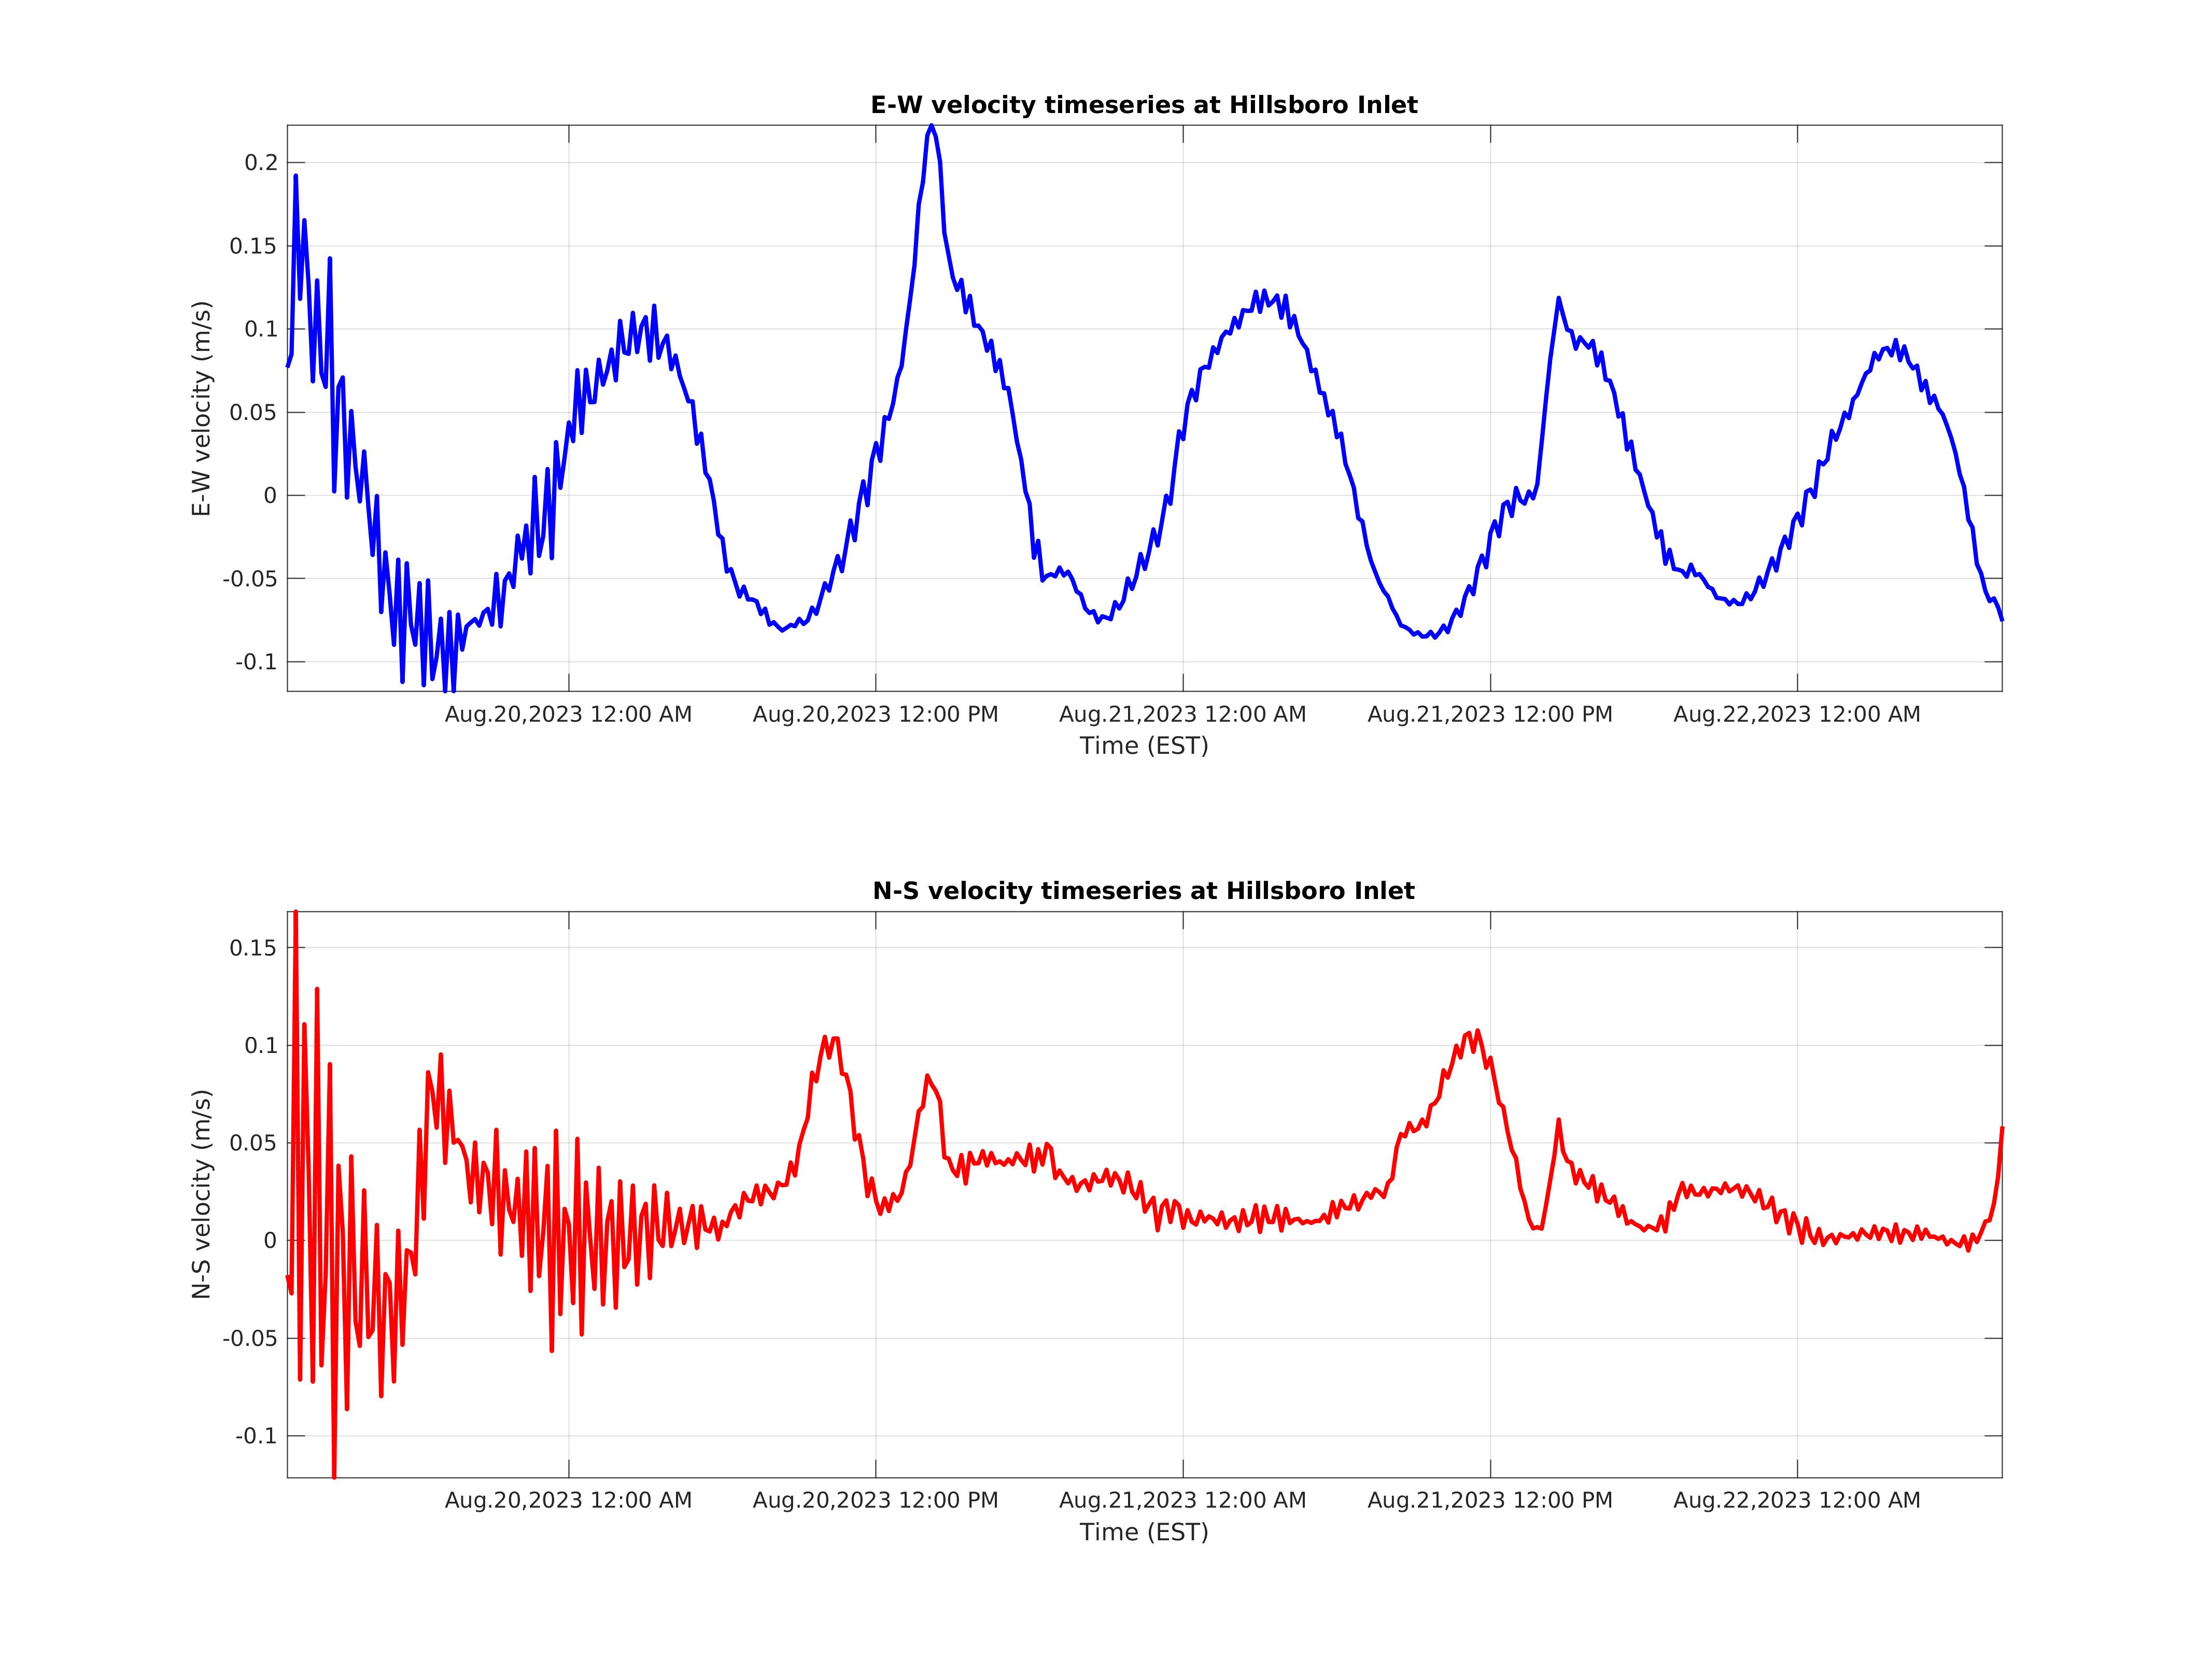 E-W velocity timeseries at Hillsboro Inlet
E-W velocity (m/s)
0.2
0.15
0.1
0.05
0
-0.05
-0.1
Aug.20,2023 12:00 AM
Aug.20,2023 12:00 PM
Aug.21,2023 12:00 AM
Aug.21,2023 12:00 PM
Aug.22,2023 12:00 AM
Time (EST)
N-S velocity timeseries at Hillsboro Inlet
N-S velocity (m/s)
0.15
0.1
0.05
0
-0.05
-0.1
Aug.20,2023 12:00 AM
Aug.20,2023 12:00 PM
Aug.21,2023 12:00 AM
Aug.21,2023 12:00 PM
Aug.22,2023 12:00 AM
Time (EST)